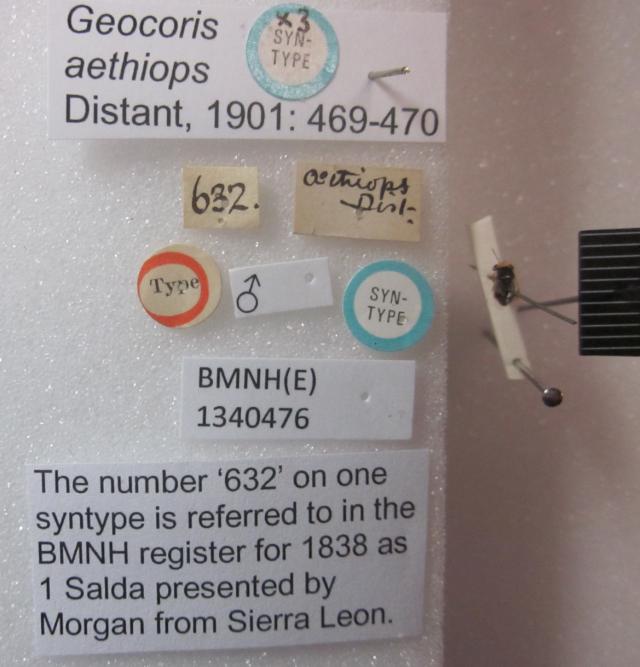 Geocoris
aethiops
Distant, 1901: 469-470
x3
SYN-
TYPE
632.
aethiops
Dist.
Type
♂
SYN-
TYPE
BMNH(E)
1340476
The number ‘632’ on one
syntype is referred to in the
BMNH register for 1838 as
1 Salda presented by
Morgan from Sierra Leon.